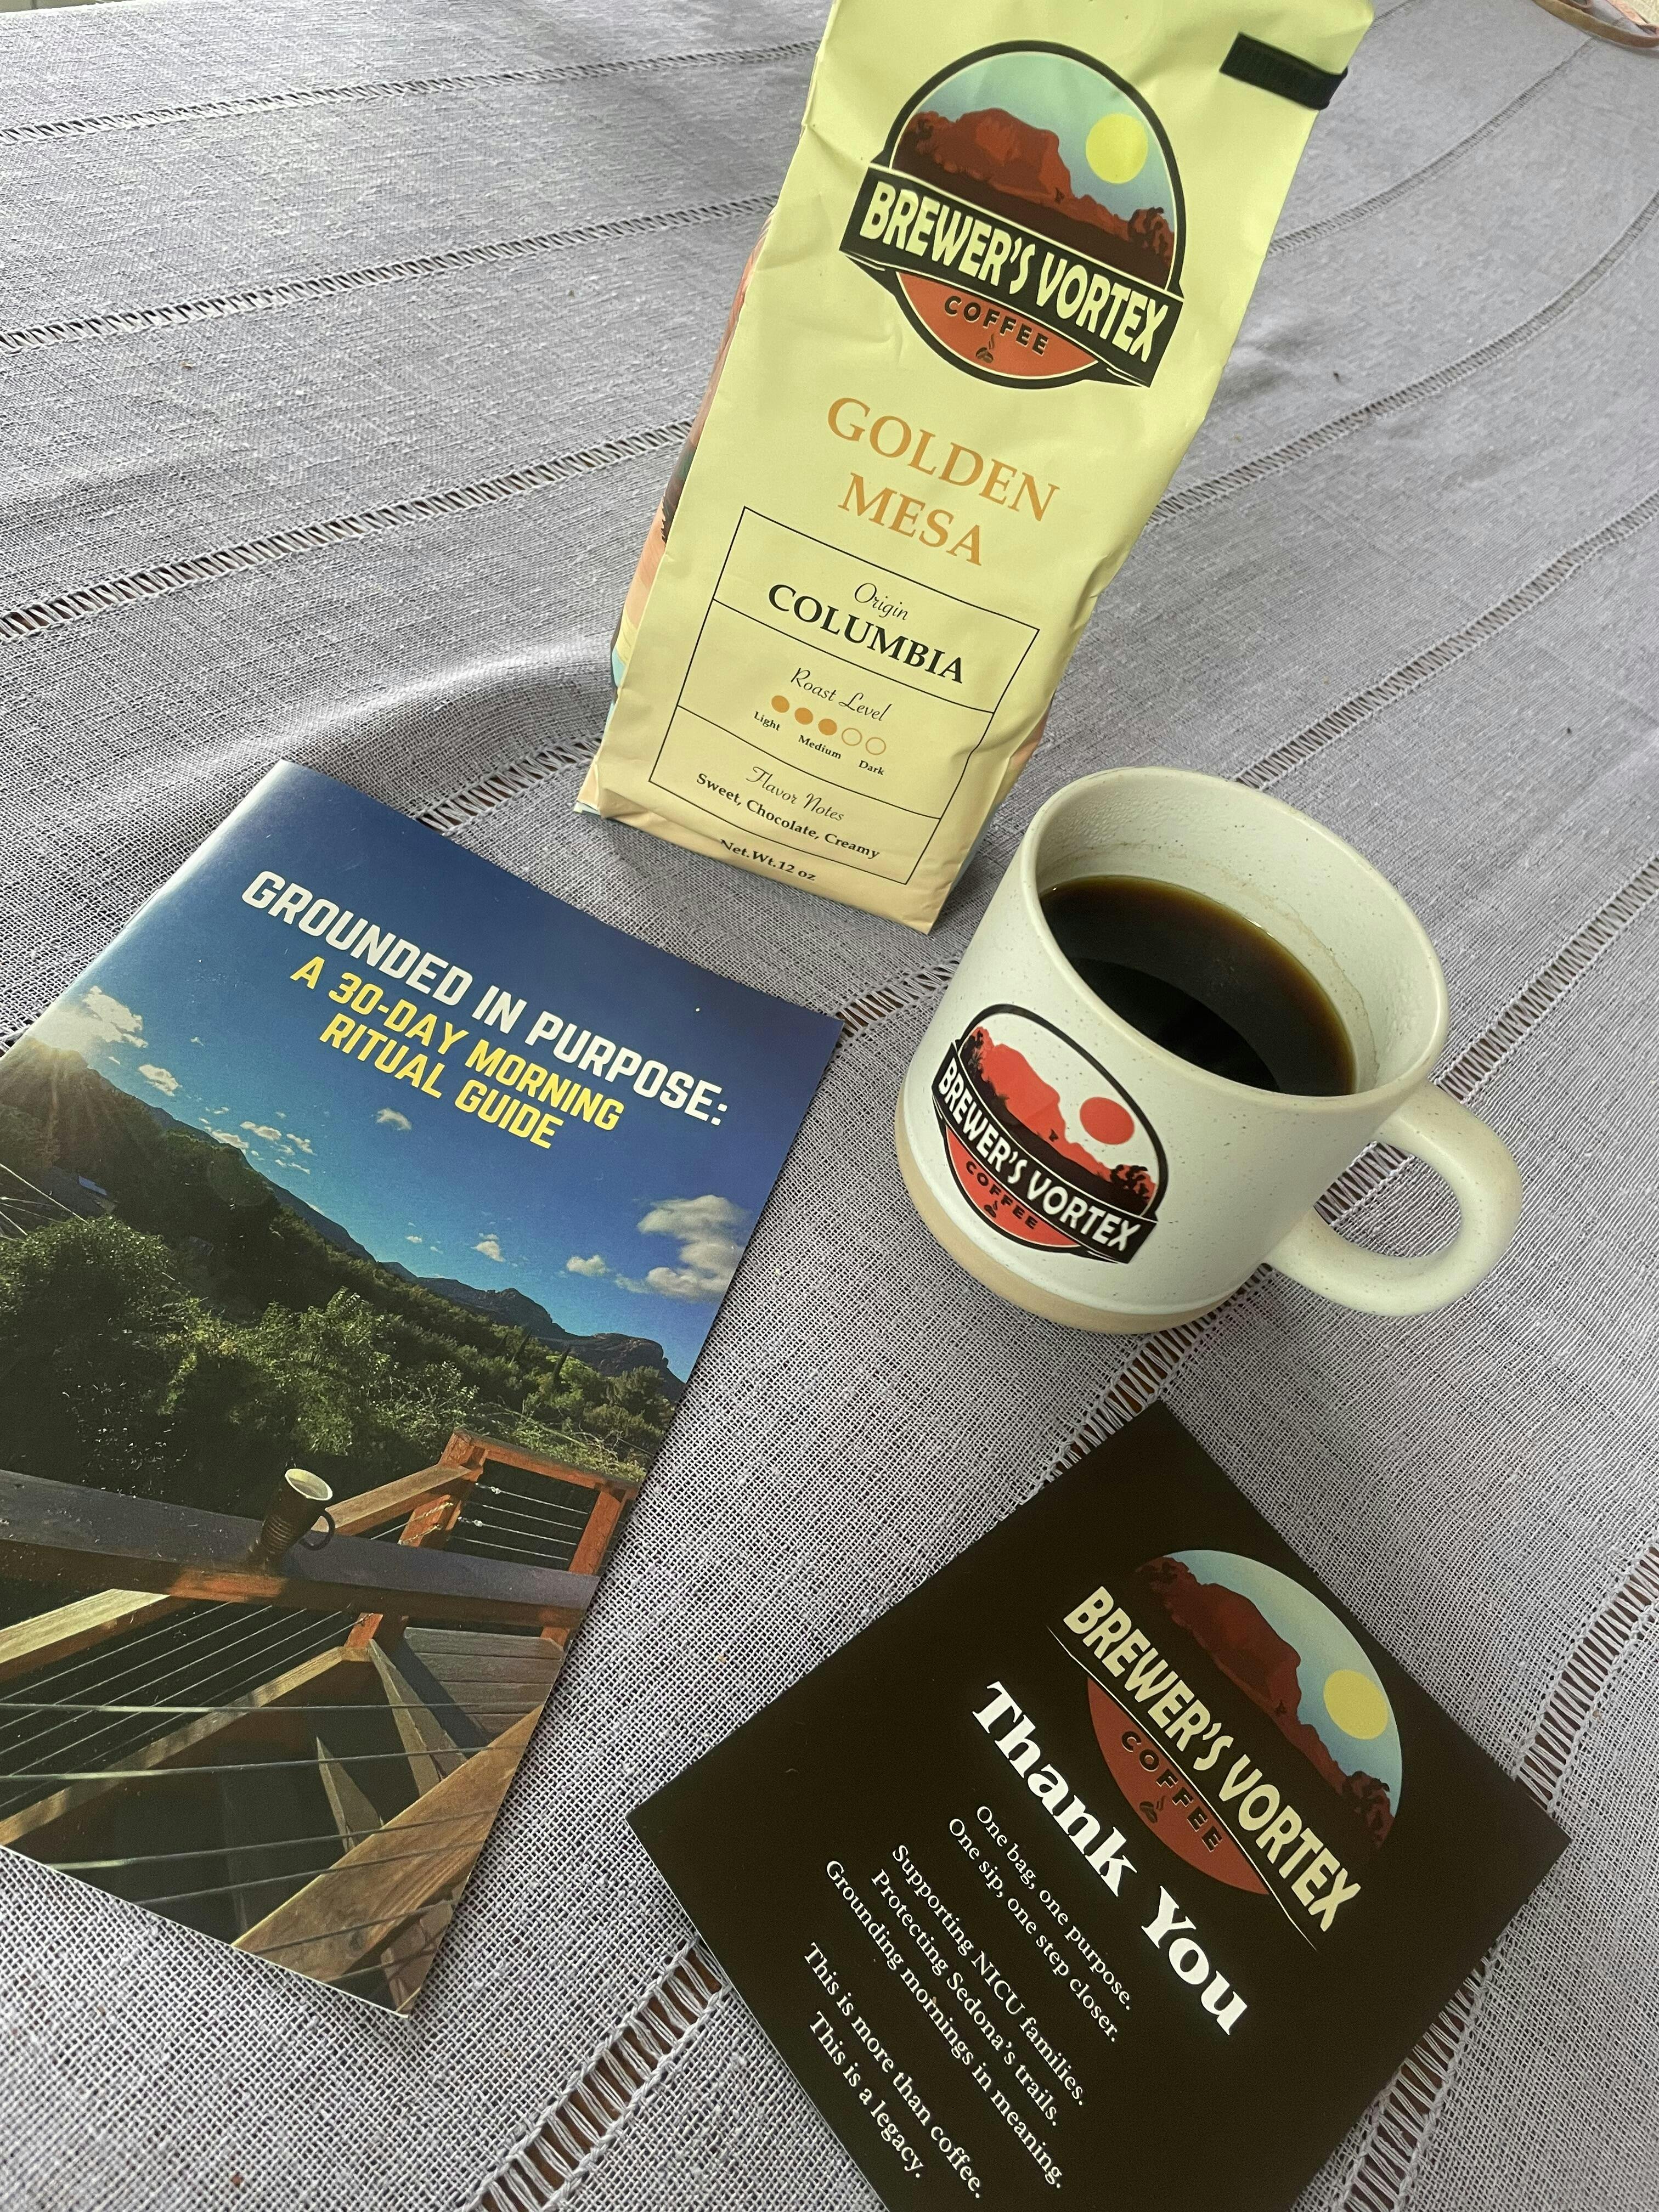 BREWER'S VORTEX
COFFEE
GOLDEN
MESA
Origin
COLUMBIA
Roast Level
Light Medium Dark
Flavor Notes
Sweet, Chocolate, Creamy
Net.Wt.12 oz
GROUNDED IN PURPOSE:
A 30-DAY MORNING
RITUAL GUIDE
BREWER'S VORTEX
COFFEE
BREWER'S VORTEX
COFFEE
Thank You
One bag, one purpose.
One sip, one step closer.
Supporting NICU families.
Protecting Sedona's trails.
Grounding mornings in meaning.
This is more than coffee.
This is a legacy.